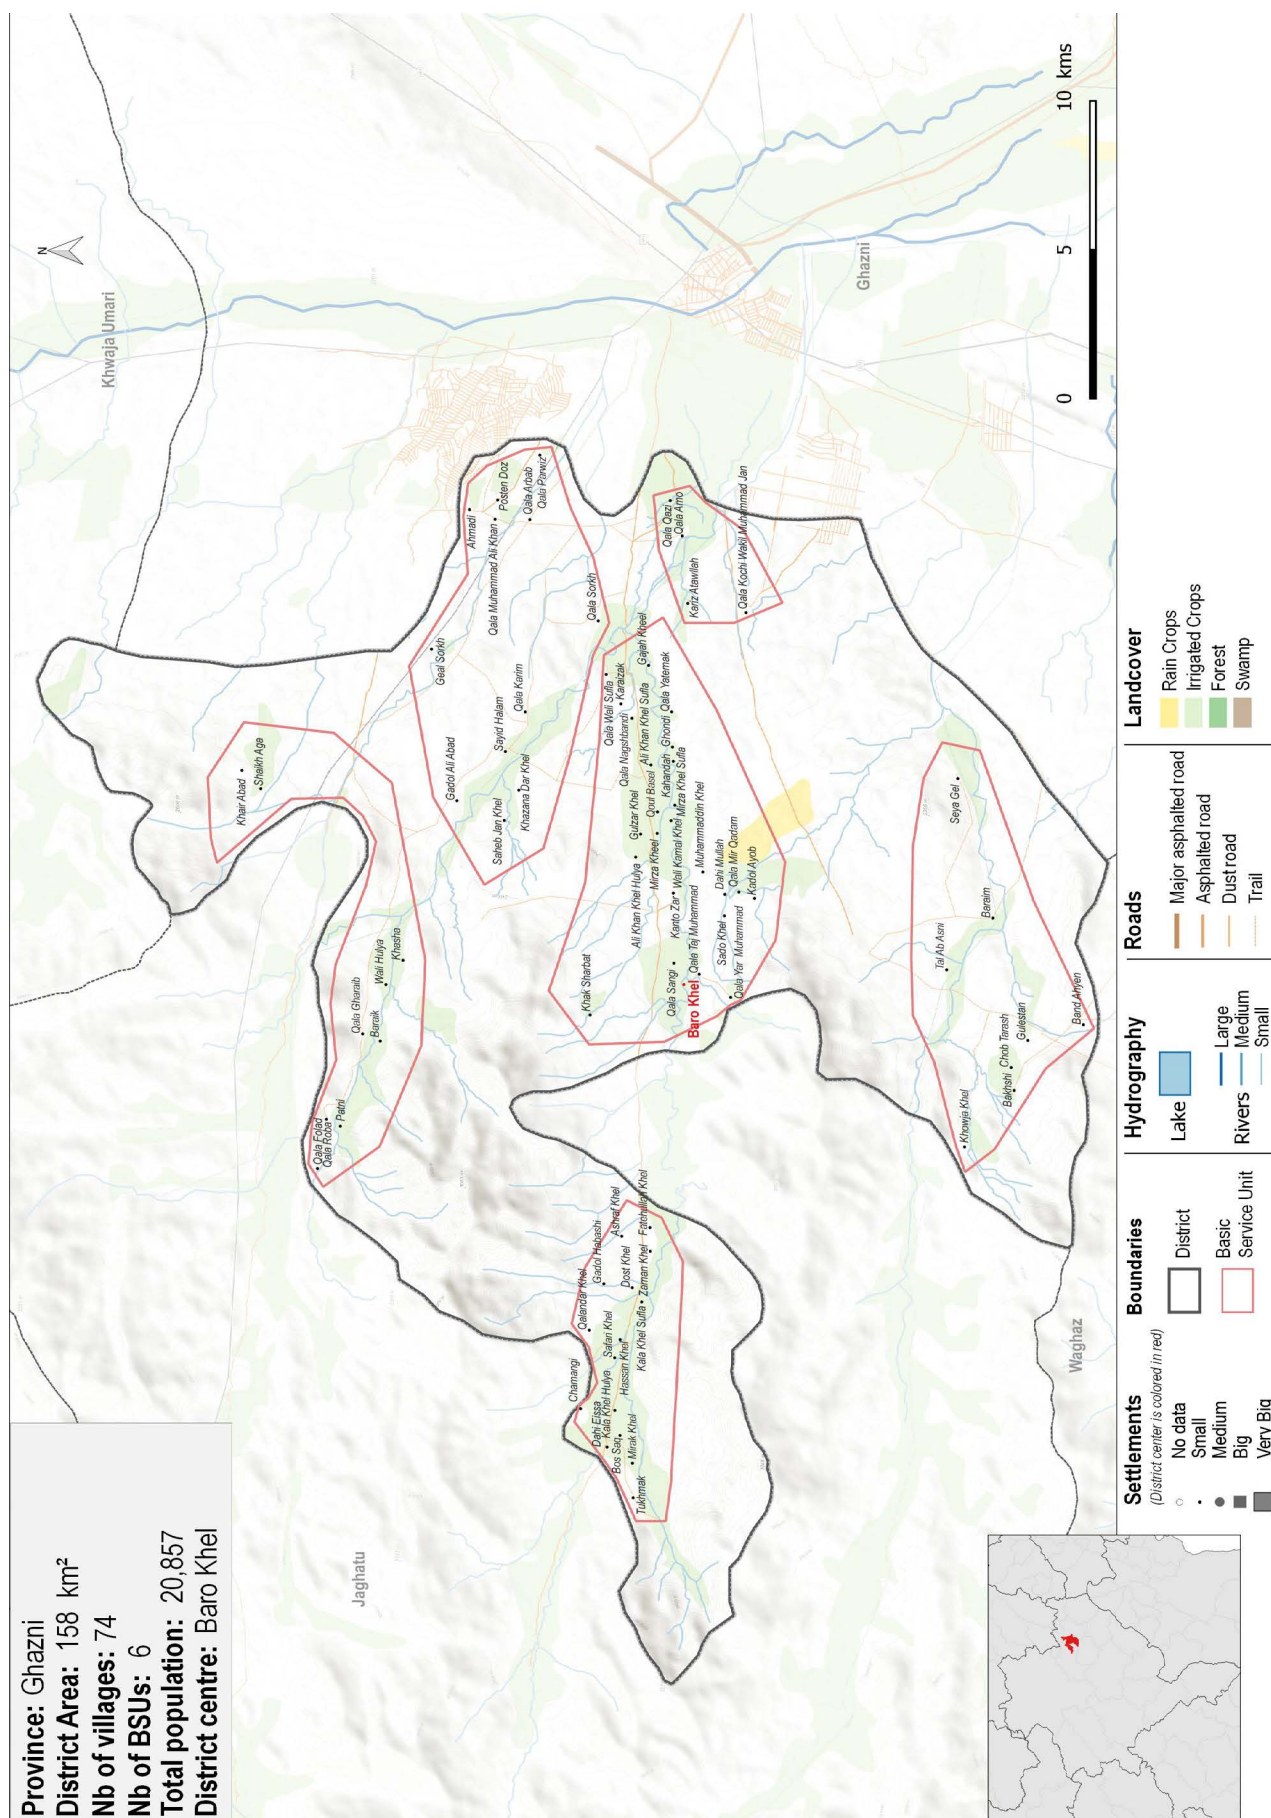 Province: Ghazni
District Area: 158 km²
Nb of villages: 74
Nb of BSUs: 6
Total population: 20,857
District centre: Baro Khel
N
Khwaja Umari
Jaghatu
Ghazni
Waghaz
Khair Abad
Shaikh Aga
Qala Folad
Qala Roba
Patni
Qala Gharaib
Baraik
Wali Hulya
Khesha
Geal Sorkh
Ahmadi
Qala Muhammad Ali Khan
Posten Doz
Qala Arbab
Qala Parwiz
Gadol Ali Abad
Sayid Halam
Qala Karim
Saheb Jan Khel
Khazana Dar Khel
Qala Sorkh
Chamangi
Qalandar Khel
Gadol Habashi
Ashraf Khel
Dahi Eissa
Kala Khel Hulya
Safari Khel
Dost Khel
Fatehullah Khel
Bos Saq
Hassan Khel
Zaman Khel
Mirak Khel
Kala Khel Sufla
Tukhmak
Khak Sharbat
Qala Wali Sufla
Karaizak
Qala Nagshbandi
Gajah Kheel
Gulzar Khel
Ali Khan Khel Sufla
Ali Khan Khel Hulya
Mirza Kheel
Qoul Basel
Kahandah
Ghondi
Qala Yatemak
Qala Sangi
Kanto Zar
Wali Kamal Khel
Mirza Khel Sufla
Baro Khel
Qala Taj Muhammad
Muhammaddin Khel
Sado Khel
Dahi Mullah
Qala Yar Muhammad
Qala Mir Qadam
Kadol Ayob
Qala Qazi
Qala Amo
Kariz Atawllah
Qala Kochi Wakil Muhammad Jan
Tal Ab Asni
Seya Gel
Khowja Khel
Baraim
Bakhshi
Chob Tarash
Gulestan
Band Ahyen
0 5 10 kms
Settlements
(District center is colored in red)
No data
Small
Medium
Big
Very Big
Boundaries
District
Basic
Service Unit
Hydrography
Lake
Rivers
Large
Medium
Small
Roads
Major asphalted road
Asphalted road
Dust road
Trail
Landcover
Rain Crops
Irrigated Crops
Forest
Swamp